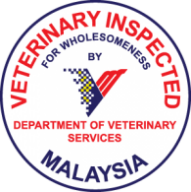 VETERINARY INSPECTED
FOR WHOLESOMENESS
BY
DEPARTMENT OF VETERINARY
SERVICES
MALAYSIA